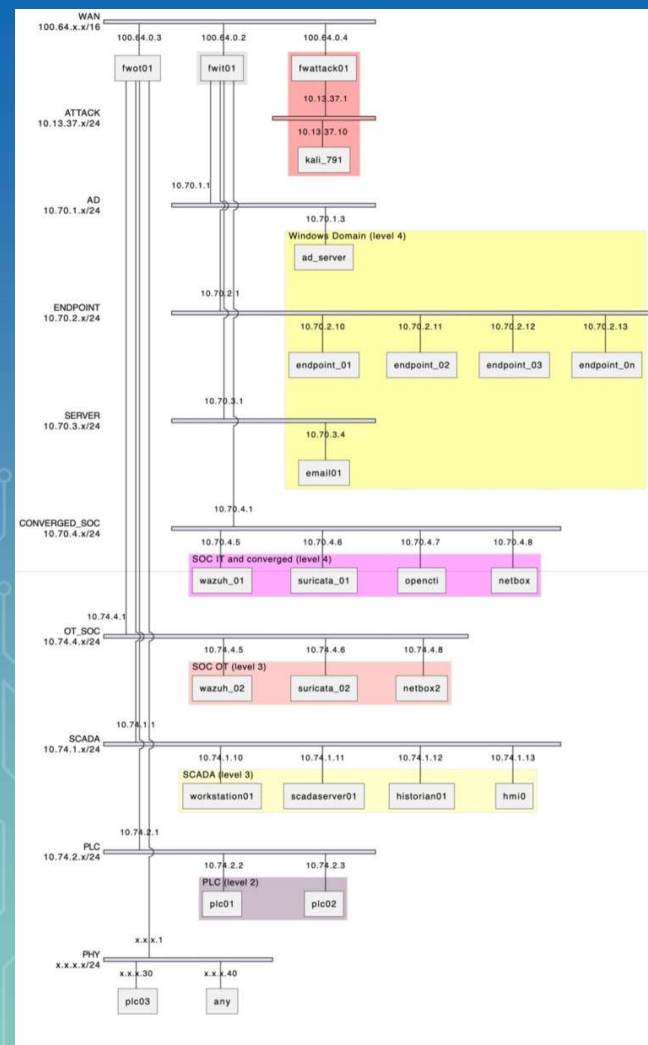 WAN
100.64.x.x/16
100.64.0.3 100.64.0.2 100.64.0.4
fwot01 fwit01 fwattack01
10.13.37.1
ATTACK
10.13.37.x/24
10.13.37.10
kali_791
10.70.1.1
AD
10.70.1.x/24
10.70.1.3
Windows Domain (level 4)
ad_server
10.70.2.1
ENDPOINT
10.70.2.x/24
10.70.2.10 10.70.2.11 10.70.2.12 10.70.2.13
endpoint_01 endpoint_02 endpoint_03 endpoint_0n
10.70.3.1
SERVER
10.70.3.x/24
10.70.3.4
email01
10.70.4.1
CONVERGED_SOC
10.70.4.x/24
10.70.4.5 10.70.4.6 10.70.4.7 10.70.4.8
SOC IT and converged (level 4)
wazuh_01 suricata_01 opencti netbox
10.74.4.1
OT_SOC
10.74.4.x/24
10.74.4.5 10.74.4.6 10.74.4.8
SOC OT (level 3)
wazuh_02 suricata_02 netbox2
10.74.1.1
SCADA
10.74.1.x/24
10.74.1.10 10.74.1.11 10.74.1.12 10.74.1.13
SCADA (level 3)
workstation01 scadaserver01 historian01 hmi0
10.74.2.1
PLC
10.74.2.x/24
10.74.2.2 10.74.2.3
PLC (level 2)
plc01 plc02
x.x.x.1
PHY
x.x.x.x/24
x.x.x.30 x.x.x.40
plc03 any